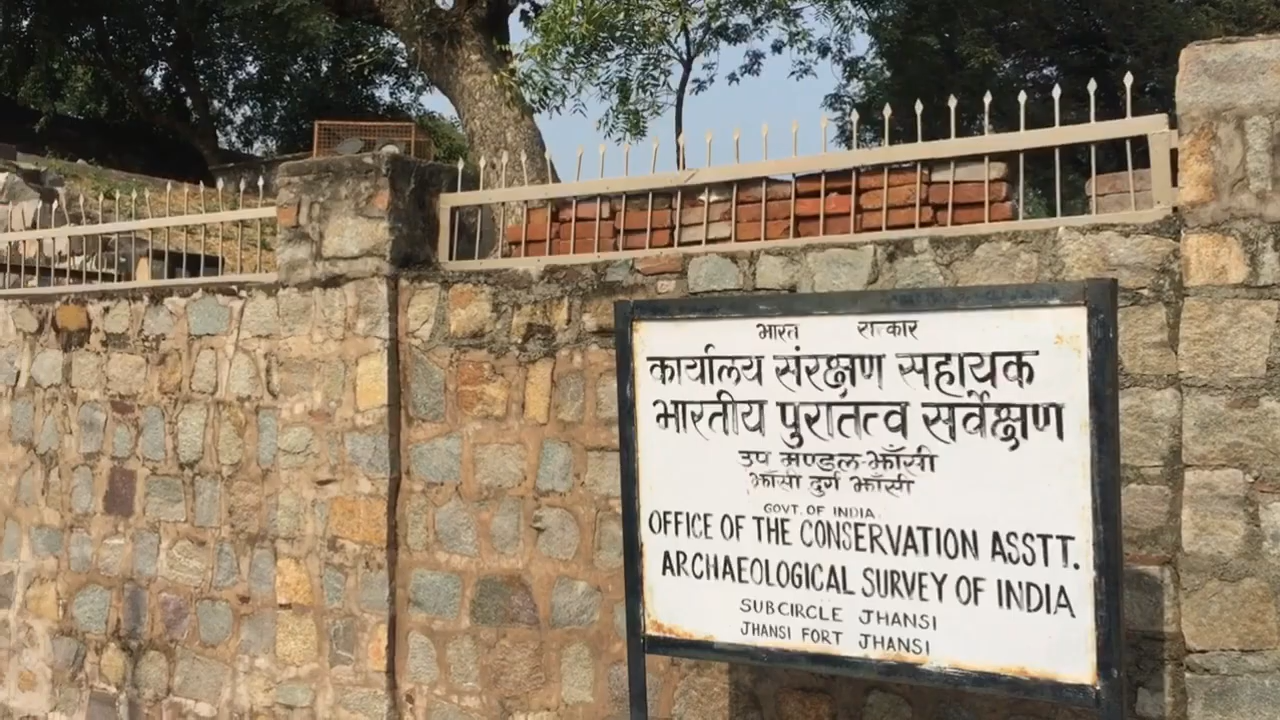 भारत सरकार
कार्यालय संरक्षण सहायक
भारतीय पुरातत्व सर्वेक्षण
उप मण्डल-झाँसी
झाँसी दुर्ग झाँसी
GOVT. OF INDIA
OFFICE OF THE CONSERVATION ASSTT.
ARCHAEOLOGICAL SURVEY OF INDIA
SUBCIRCLE JHANSI
JHANSI FORT JHANSI